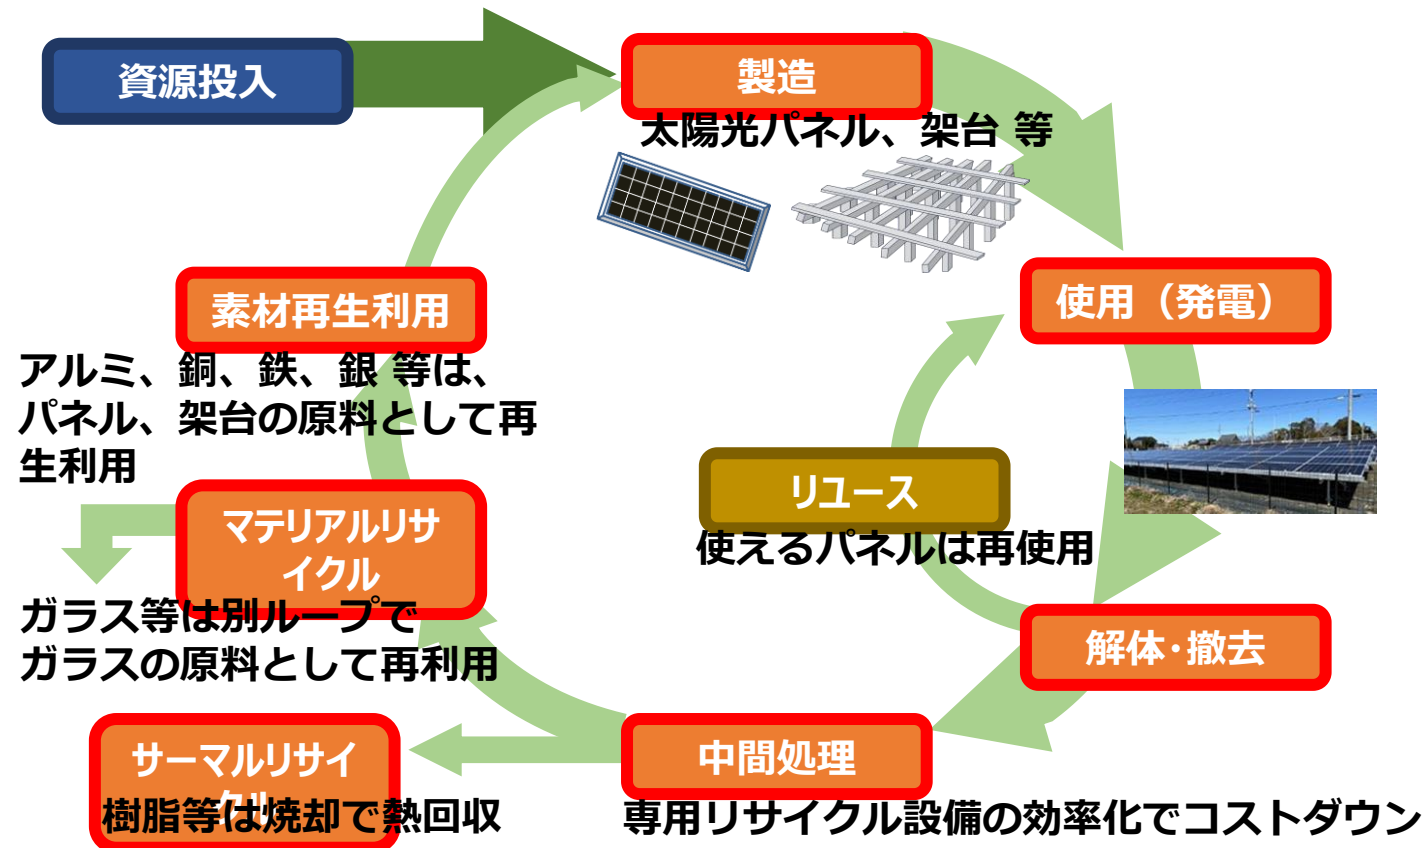 資源投入
製造
太陽光パネル、架台 等
使用（発電）
素材再生利用
アルミ、銅、鉄、銀 等は、
パネル、架台の原料として再
生利用
リユース
使えるパネルは再使用
マテリアルリサ
イクル
ガラス等は別ループで
ガラスの原料として再利用
解体･撤去
中間処理
専用リサイクル設備の効率化でコストダウン
サーマルリサイ
クル
樹脂等は焼却で熱回収